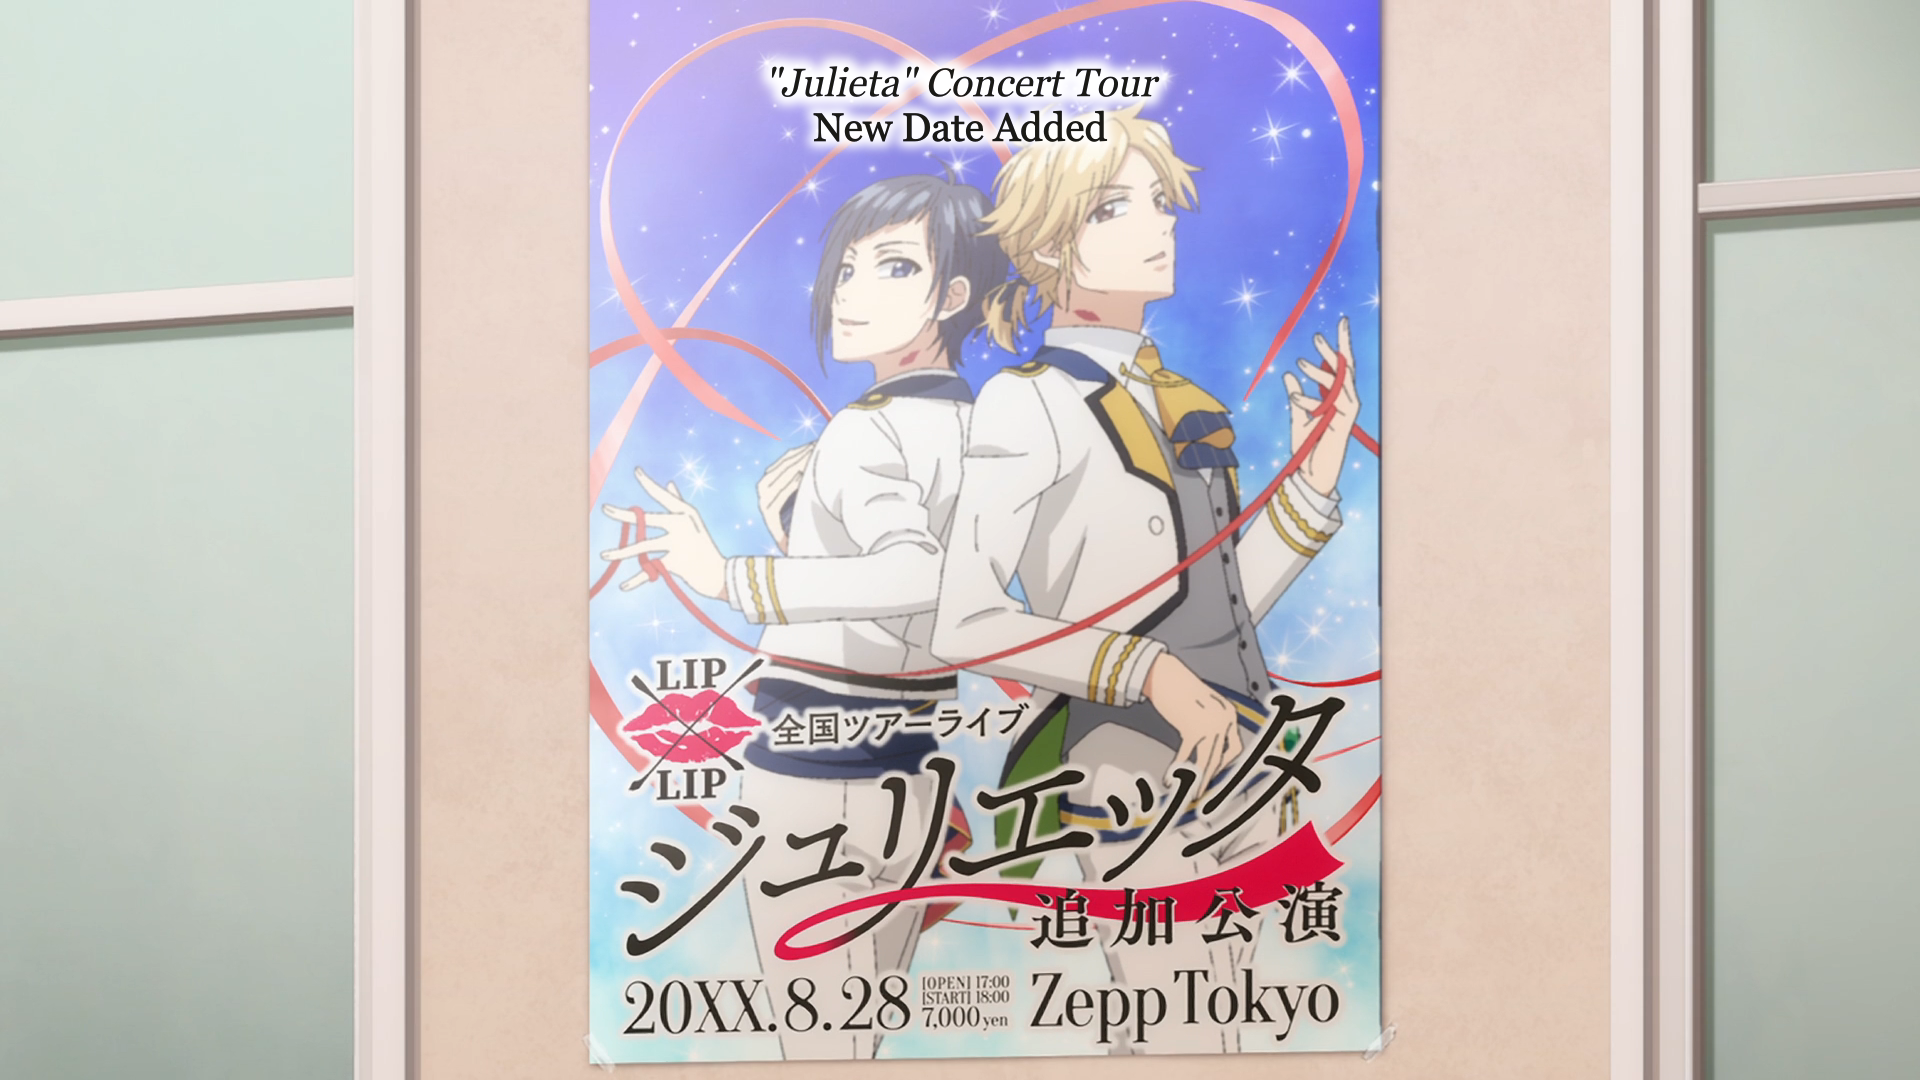 "Julieta" Concert Tour
New Date Added
LIP
LIP
全国ツアーライブ
ジュリエッタ
追加公演
20XX.8.28
[OPEN] 17:00
[START] 18:00
7,000 yen
Zepp Tokyo